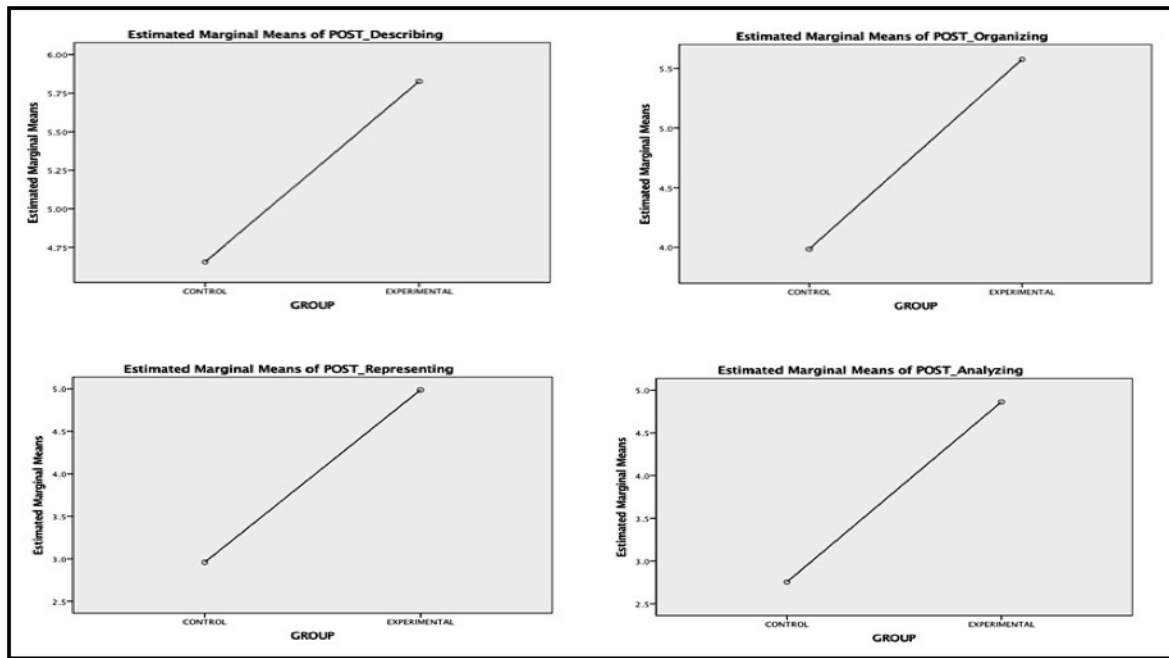 Estimated Marginal Means of POST_Describing
Estimated Marginal Means
6.00
5.75
5.50
5.25
5.00
4.75
CONTROL EXPERIMENTAL
GROUP
Estimated Marginal Means of POST_Organizing
Estimated Marginal Means
5.5
5.0
4.5
4.0
CONTROL EXPERIMENTAL
GROUP
Estimated Marginal Means of POST_Representing
Estimated Marginal Means
5.0
4.5
4.0
3.5
3.0
2.5
CONTROL EXPERIMENTAL
GROUP
Estimated Marginal Means of POST_Analyzing
Estimated Marginal Means
5.0
4.5
4.0
3.5
3.0
2.5
CONTROL EXPERIMENTAL
GROUP